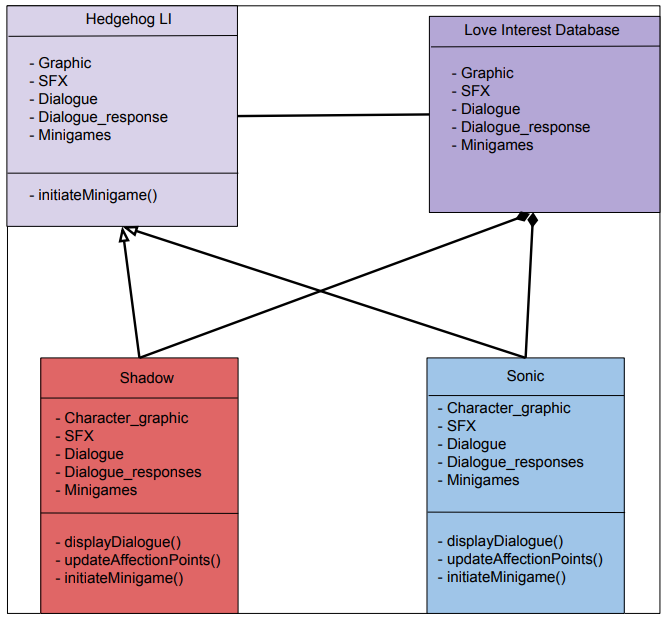 Hedgehog LI
- Graphic
- SFX
- Dialogue
- Dialogue_response
- Minigames
- initiateMinigame()
Love Interest Database
- Graphic
- SFX
- Dialogue
- Dialogue_response
- Minigames
Shadow
- Character_graphic
- SFX
- Dialogue
- Dialogue_responses
- Minigames
- displayDialogue()
- updateAffectionPoints()
- initiateMinigame()
Sonic
- Character_graphic
- SFX
- Dialogue
- Dialogue_responses
- Minigames
- displayDialogue()
- updateAffectionPoints()
- initiateMinigame()